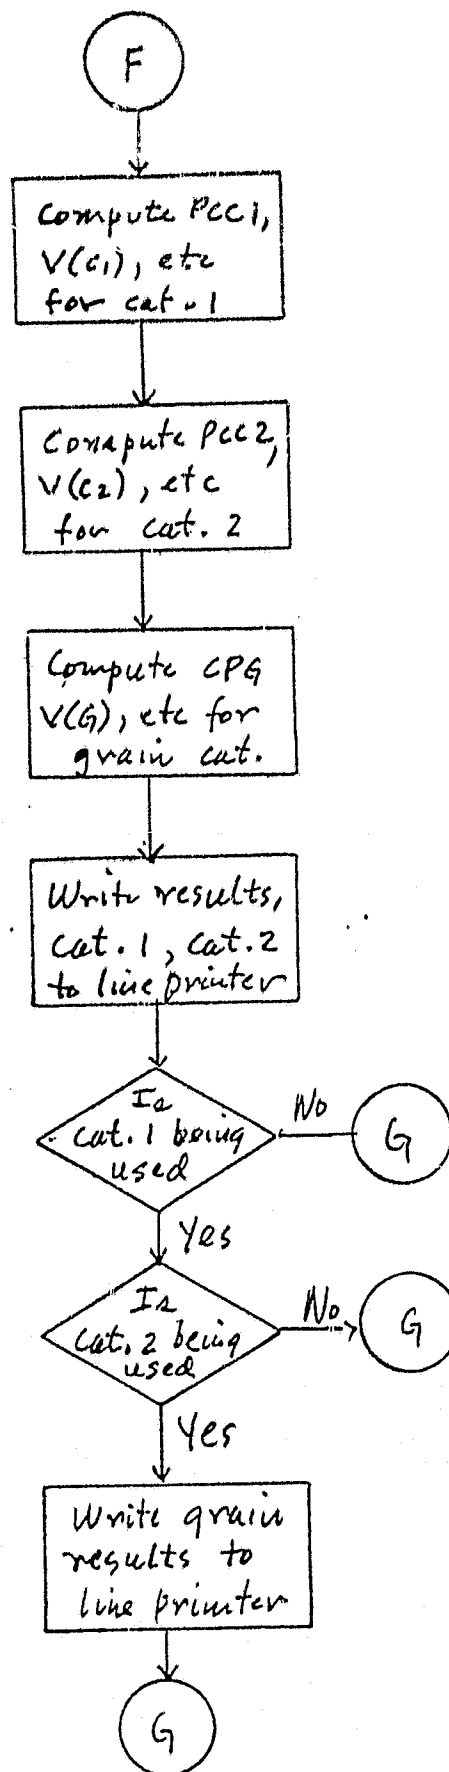 F
Compute PCC1,
V(C1), etc
for cat. 1
Compute PCC2,
V(C2), etc
for cat. 2
Compute CPG
V(G), etc for
grain cat.
Write results,
Cat. 1, Cat. 2
to line printer
Is
Cat. 1 being
used
No
G
Yes
Is
Cat. 2 being
used
No
G
Yes
Write grain
results to
line printer
G